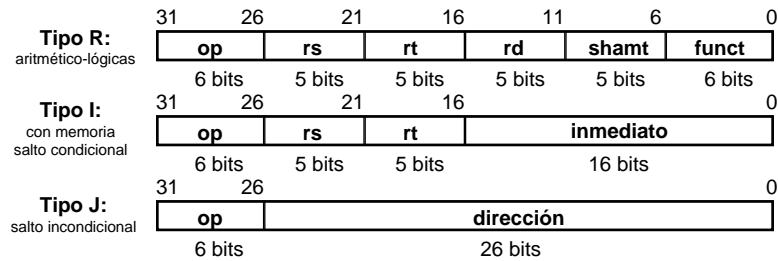 31 26 21 16 11 6 0
Tipo R: op rs rt rd shamt funct
aritmético-lógicas
6 bits 5 bits 5 bits 5 bits 5 bits 6 bits
31 26 21 16 0
Tipo I:
con memoria op rs rt inmediato
salto condicional
6 bits 5 bits 5 bits 16 bits
31 26 0
Tipo J: op dirección
salto incondicional
6 bits 26 bits